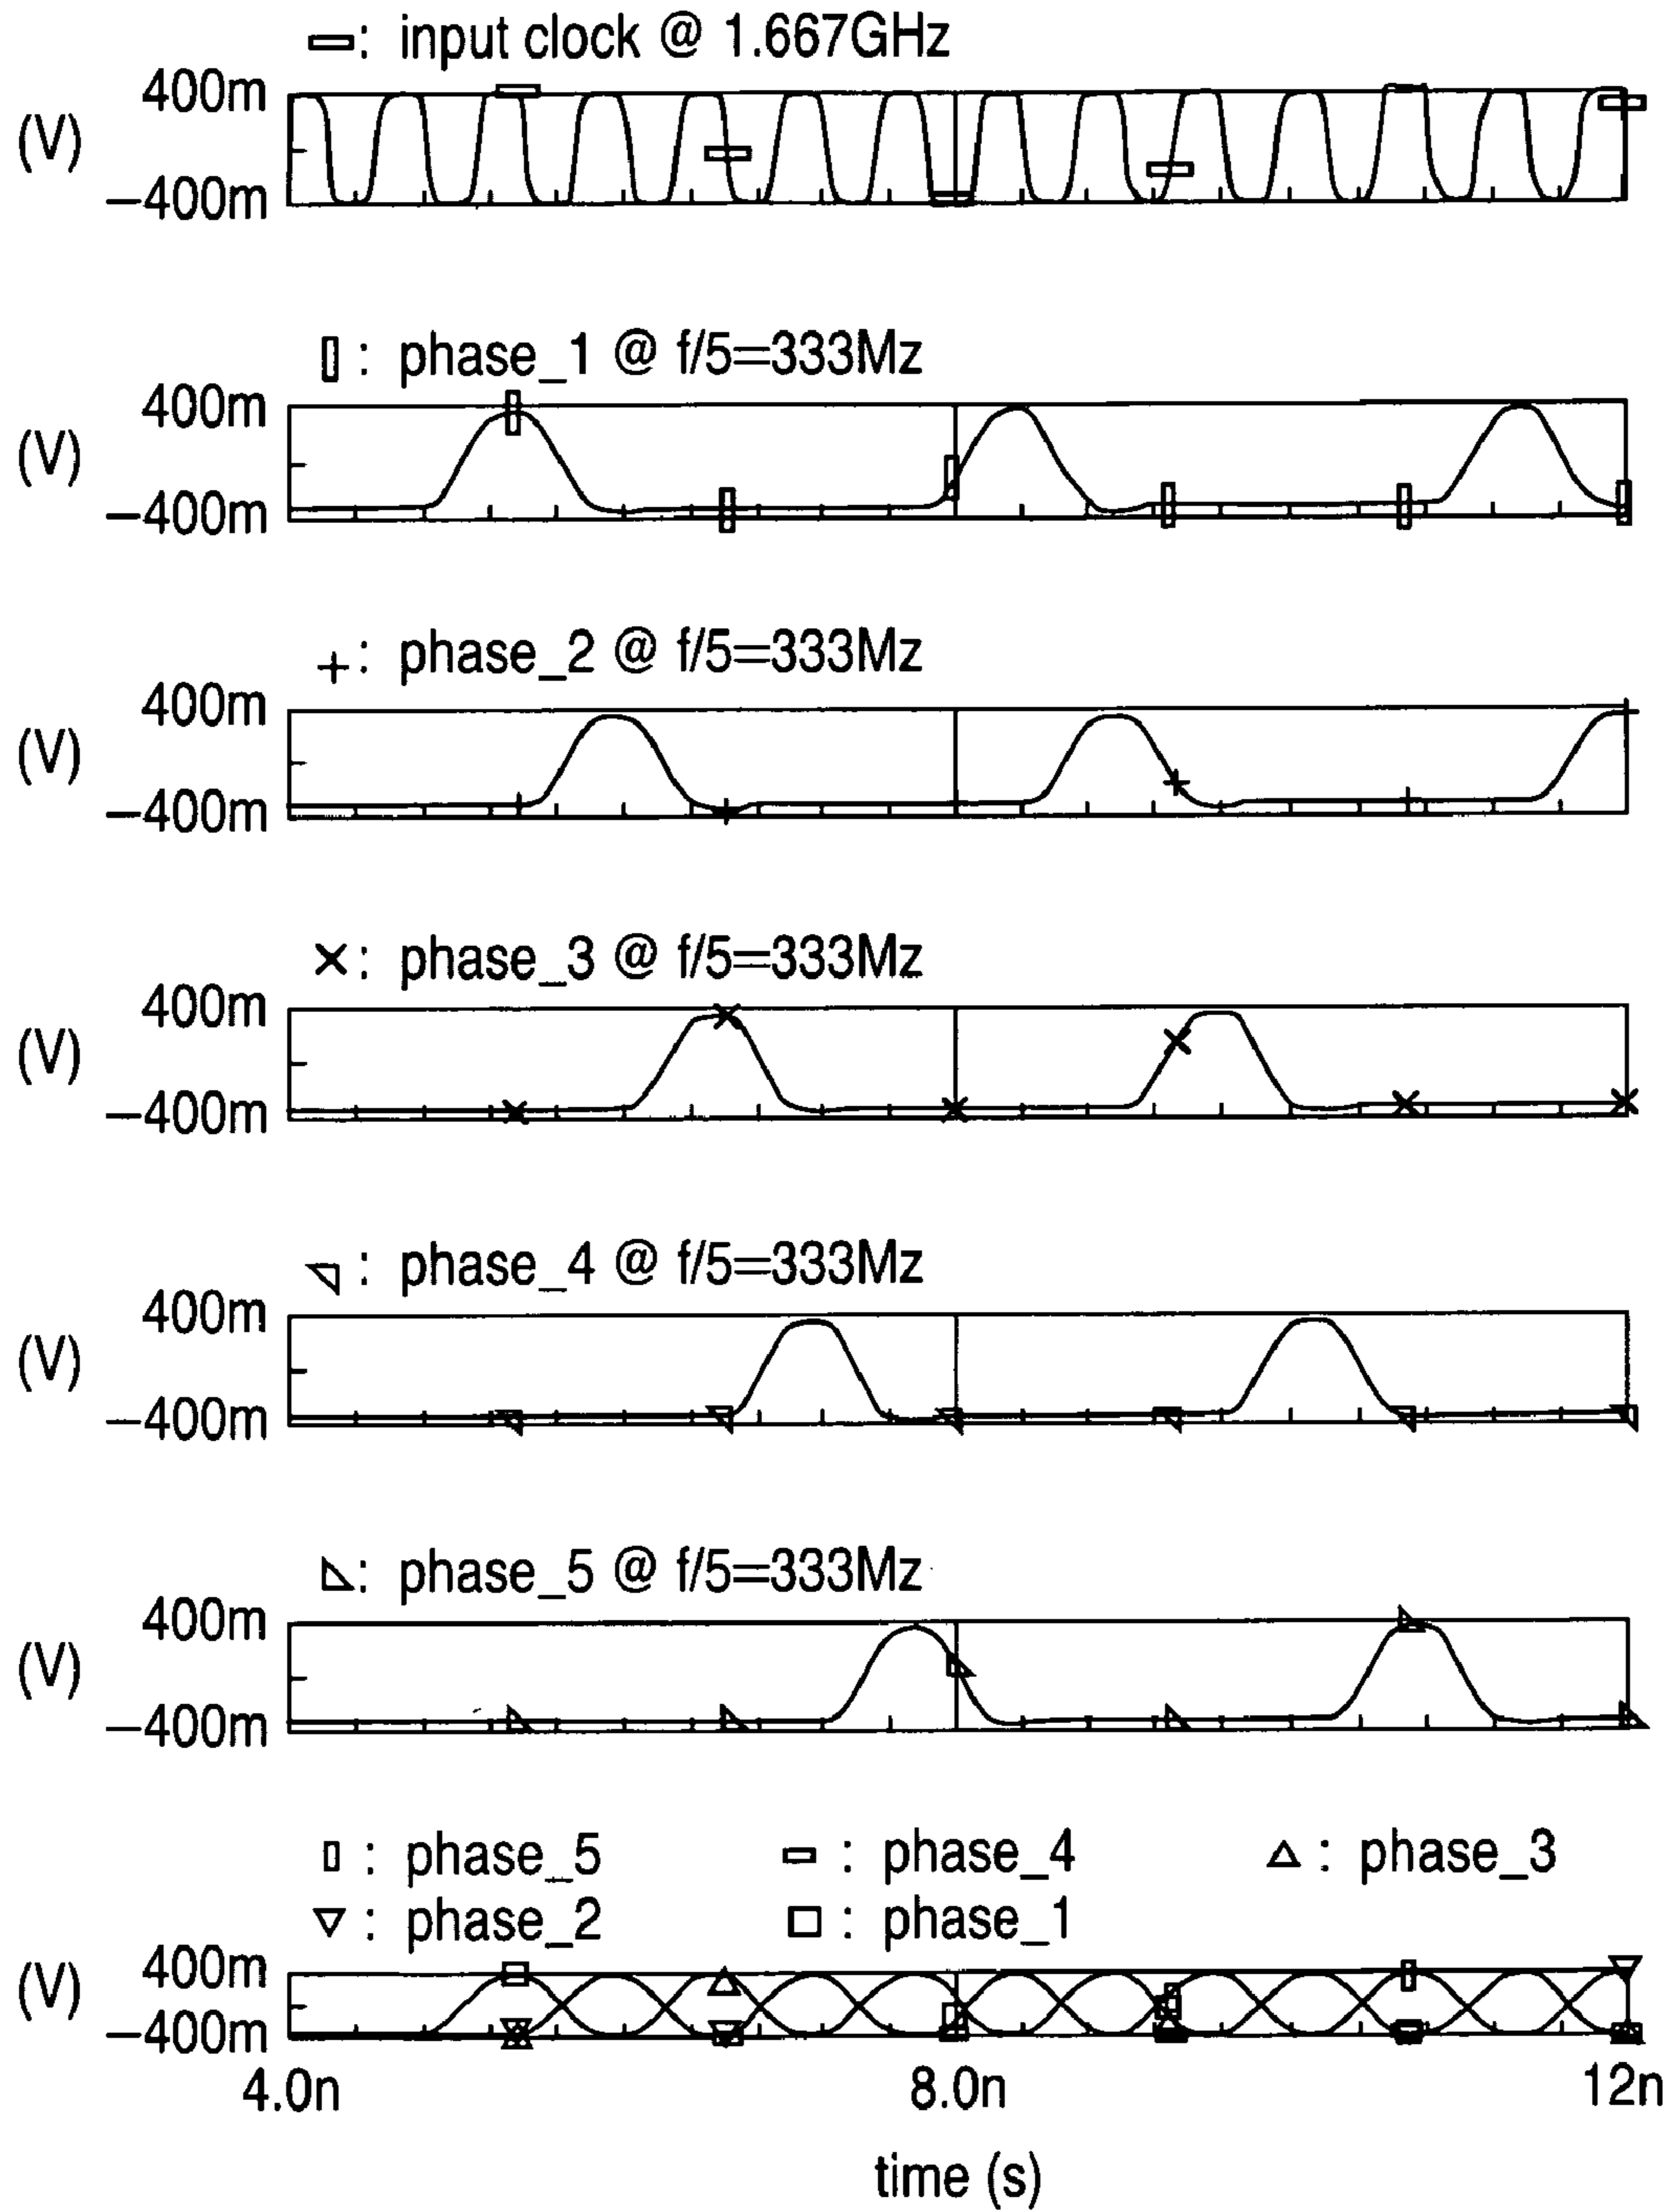 : input clock @ 1.667GHz
400m
(V)
−400m
: phase_1 @ f/5=333Mz
400m
(V)
−400m
+: phase_2 @ f/5=333Mz
400m
(V)
−400m
×: phase_3 @ f/5=333Mz
400m
(V)
−400m
: phase_4 @ f/5=333Mz
400m
(V)
−400m
: phase_5 @ f/5=333Mz
400m
(V)
−400m
▯: phase_5 ▭: phase_4 △: phase_3
▽: phase_2 □: phase_1
400m
(V)
−400m
4.0n 8.0n 12n
time (s)